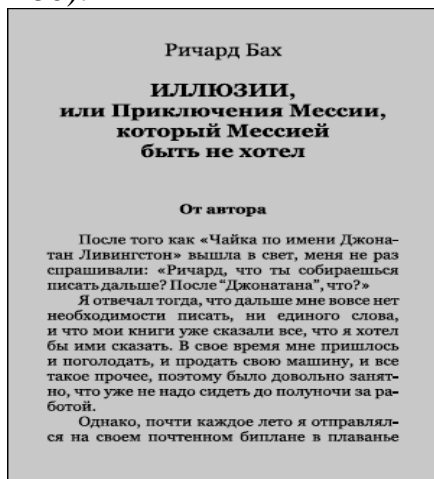 Ричард Бах
ИЛЛЮЗИИ,
или Приключения Мессии,
который Мессией
быть не хотел
От автора
После того как «Чайка по имени Джона-
тан Ливингстон» вышла в свет, меня не раз
спрашивали: «Ричард, что ты собираешься
писать дальше? После “Джонатана”, что?»
Я отвечал тогда, что дальше мне вовсе нет
необходимости писать, ни единого слова,
и что мои книги уже сказали все, что я хотел
бы ими сказать. В свое время мне пришлось
и поголодать, и продать свою машину, и все
такое прочее, поэтому было довольно занят-
но, что уже не надо сидеть до полуночи за ра-
ботой.
Однако, почти каждое лето я отправлял-
ся на своем почтенном биплане в плаванье